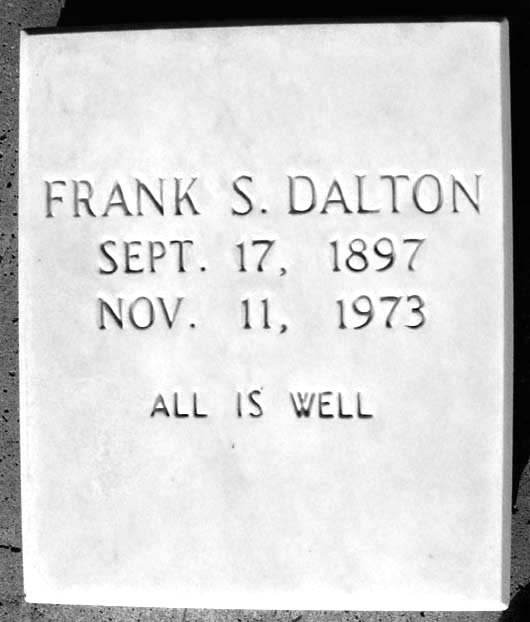 FRANK S. DALTON
SEPT. 17, 1897
NOV. 11, 1973
ALL IS WELL